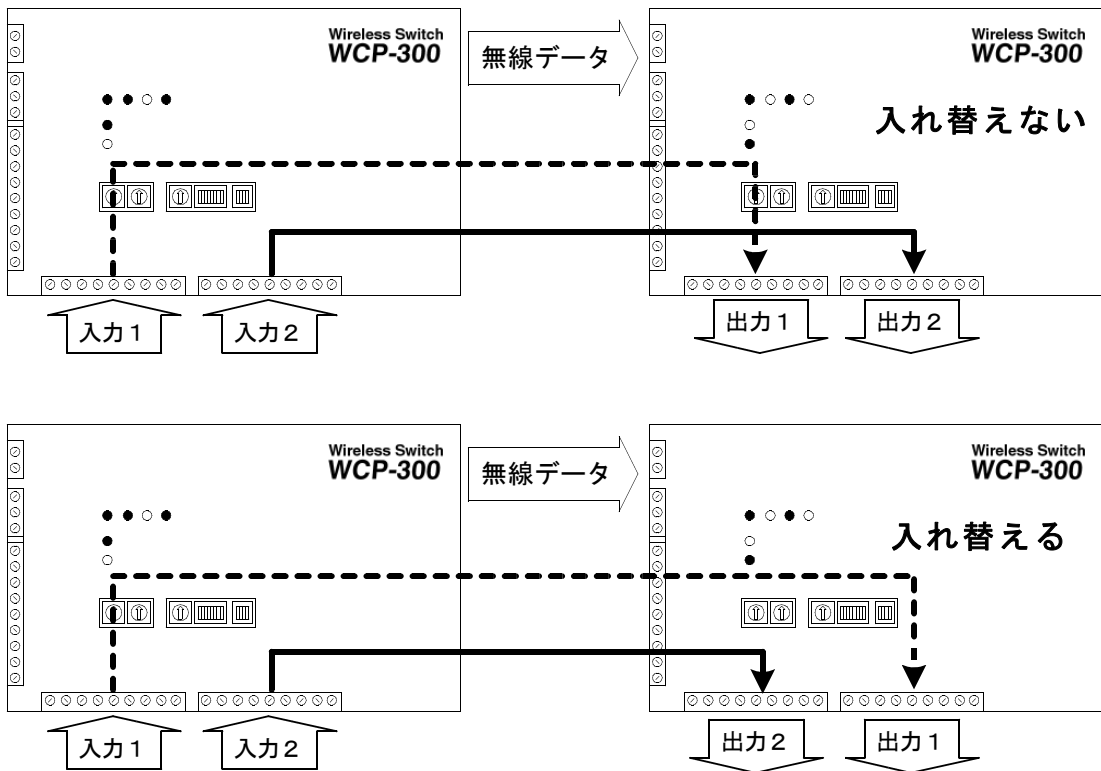 Wireless Switch
WCP-300
無線データ
Wireless Switch
WCP-300
入れ替えない
入力1
入力2
出力1
出力2
Wireless Switch
WCP-300
無線データ
Wireless Switch
WCP-300
入れ替える
入力1
入力2
出力2
出力1